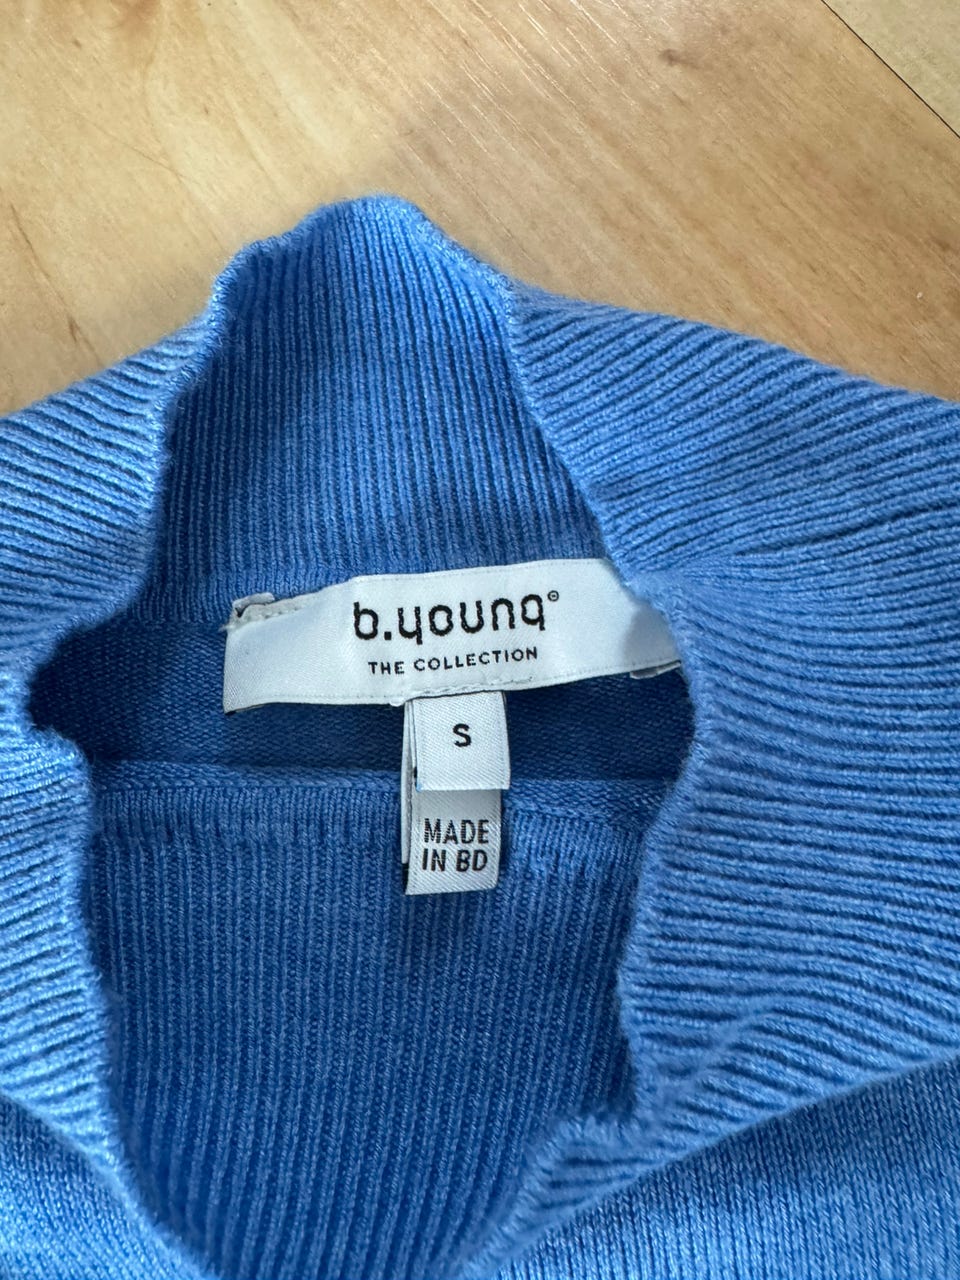 b.young®
THE COLLECTION
S
MADE
IN BD